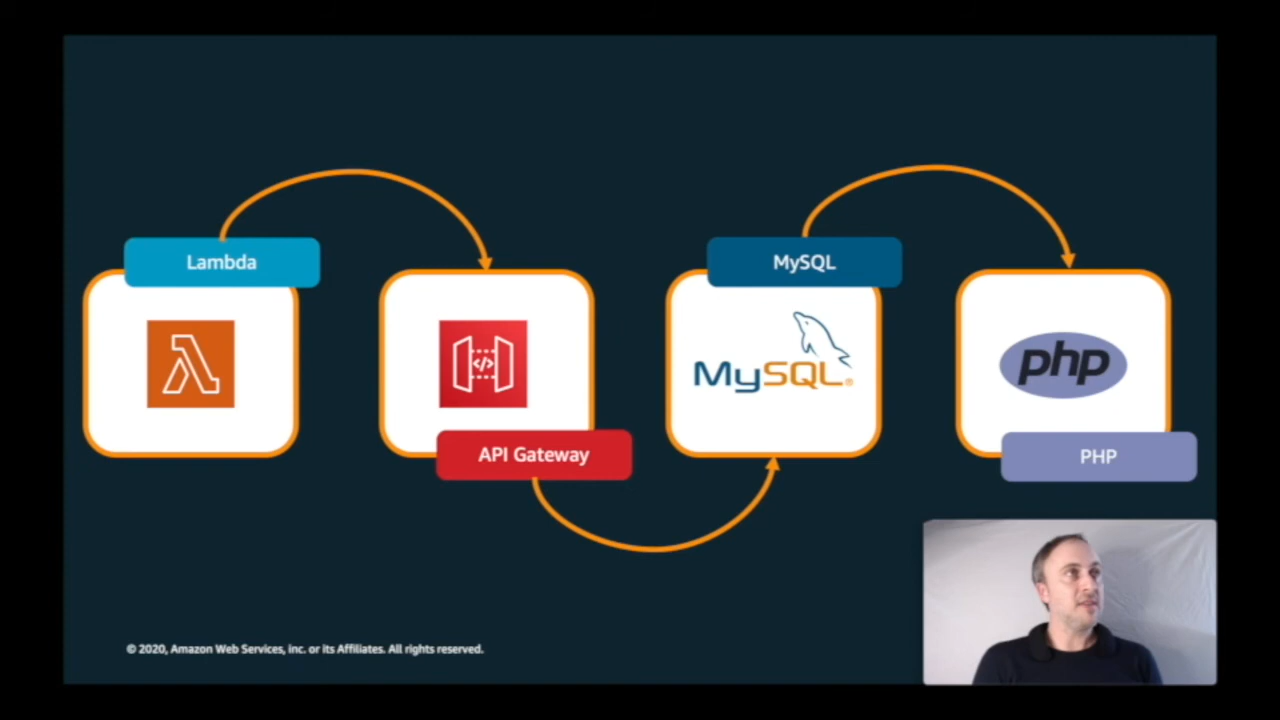 Lambda
MySQL
</>
MySQL®
php
API Gateway
PHP
© 2020, Amazon Web Services, inc. or its Affiliates. All rights reserved.